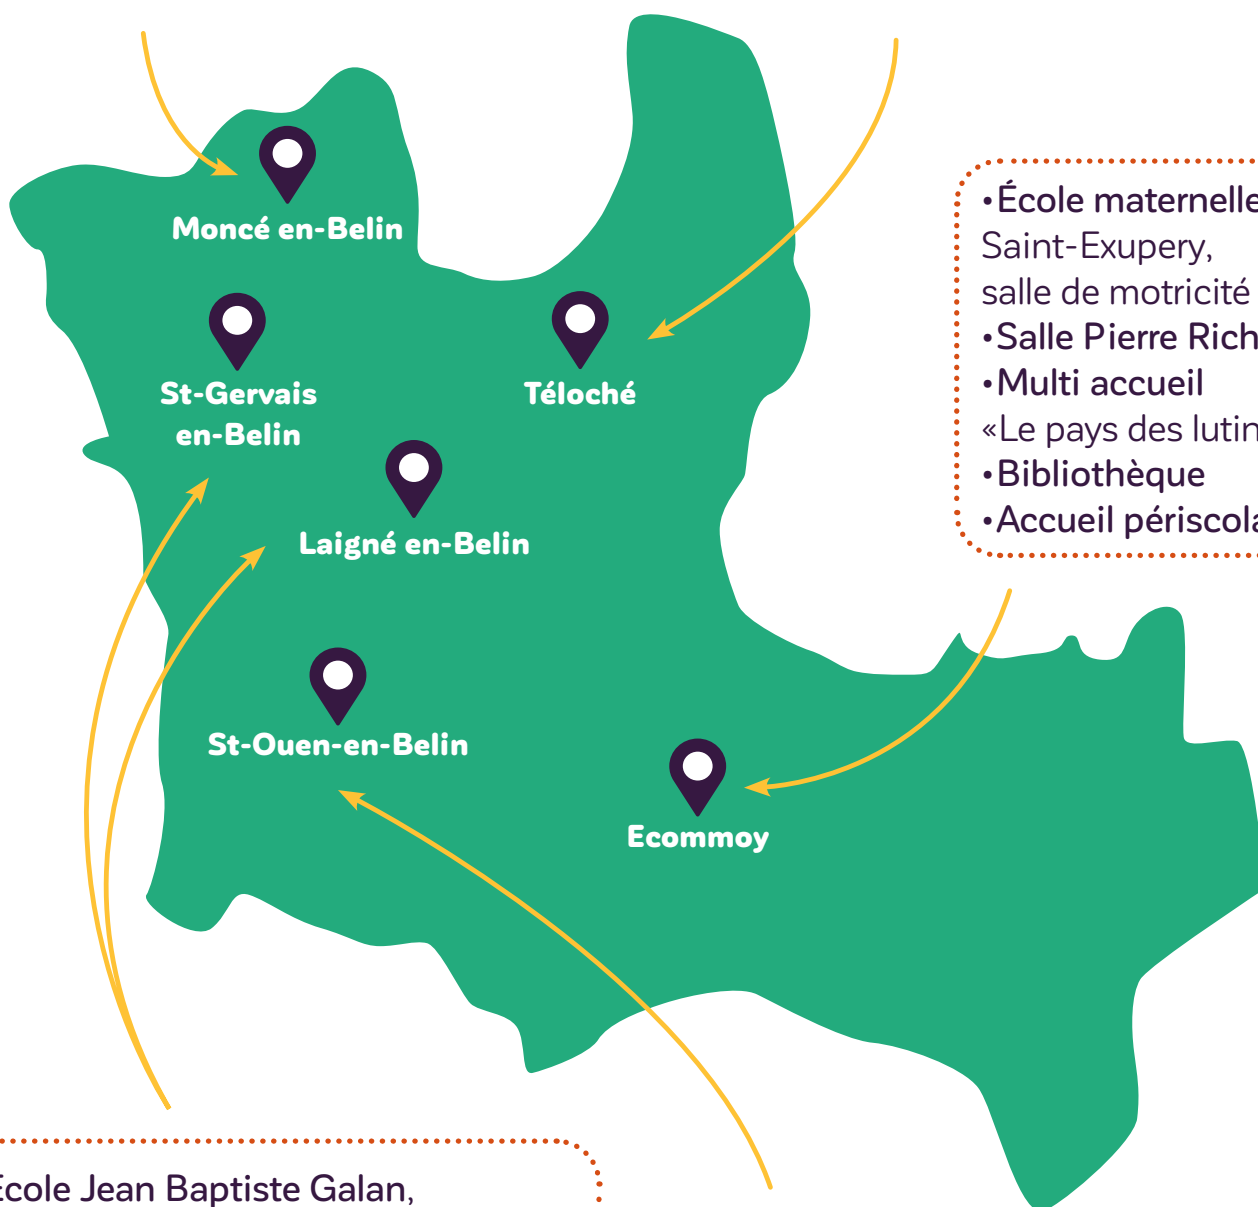 Moncé en-Belin
St-Gervais
en-Belin
Téloché
Laigné en-Belin
St-Ouen-en-Belin
Ecommoy
•École maternelle
Saint-Exupery,
salle de motricité
•Salle Pierre Rich
•Multi accueil
«Le pays des lutin
•Bibliothèque
•Accueil périscola
École Jean Baptiste Galan,